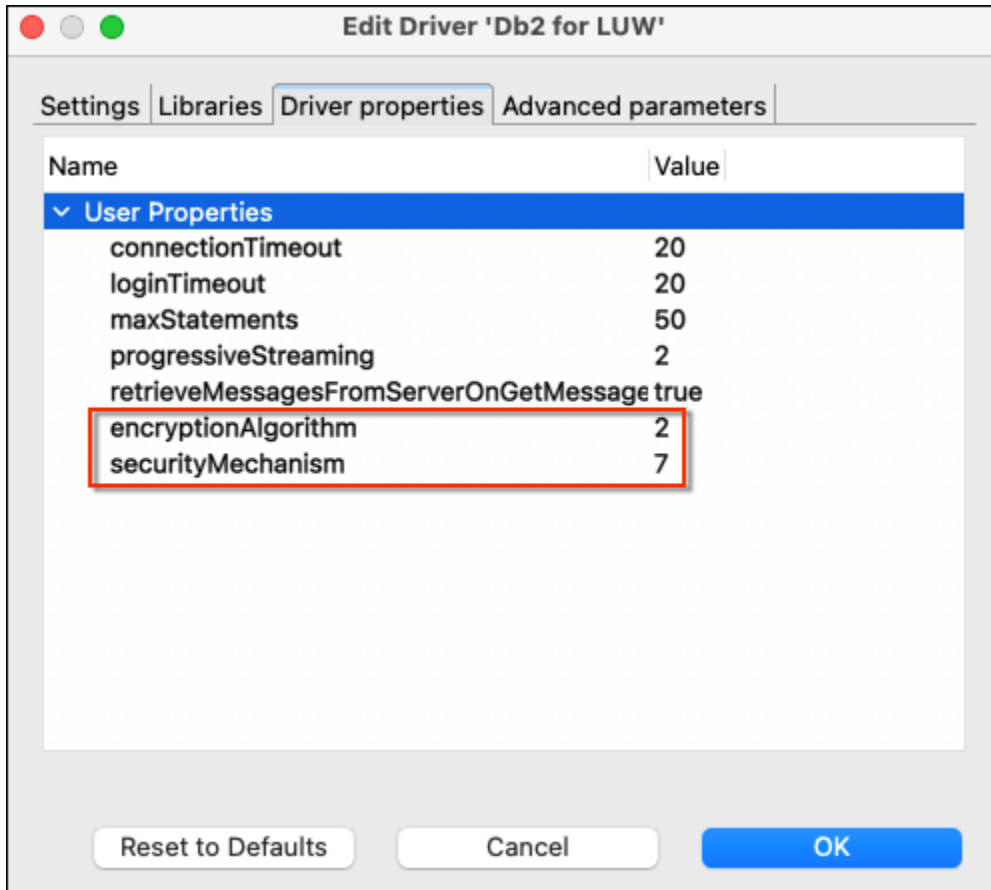 Edit Driver 'Db2 for LUW'
Settings Libraries Driver properties Advanced parameters
Name Value
User Properties
connectionTimeout 20
loginTimeout 20
maxStatements 50
progressiveStreaming 2
retrieveMessagesFromServerOnGetMessage true
encryptionAlgorithm 2
securityMechanism 7
Reset to Defaults Cancel OK